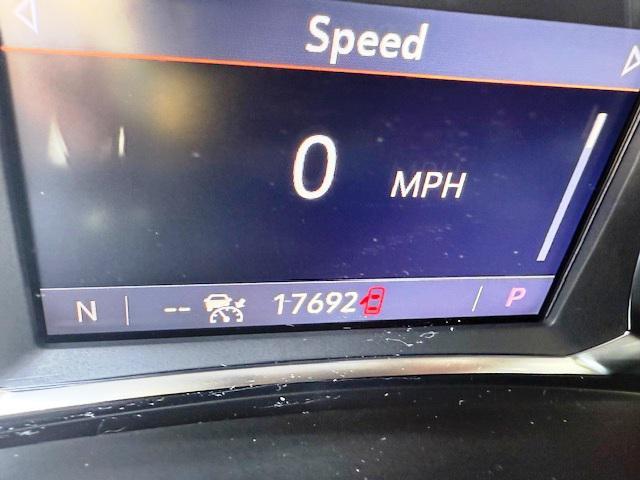 Speed
0 MPH
N -- 17692 P